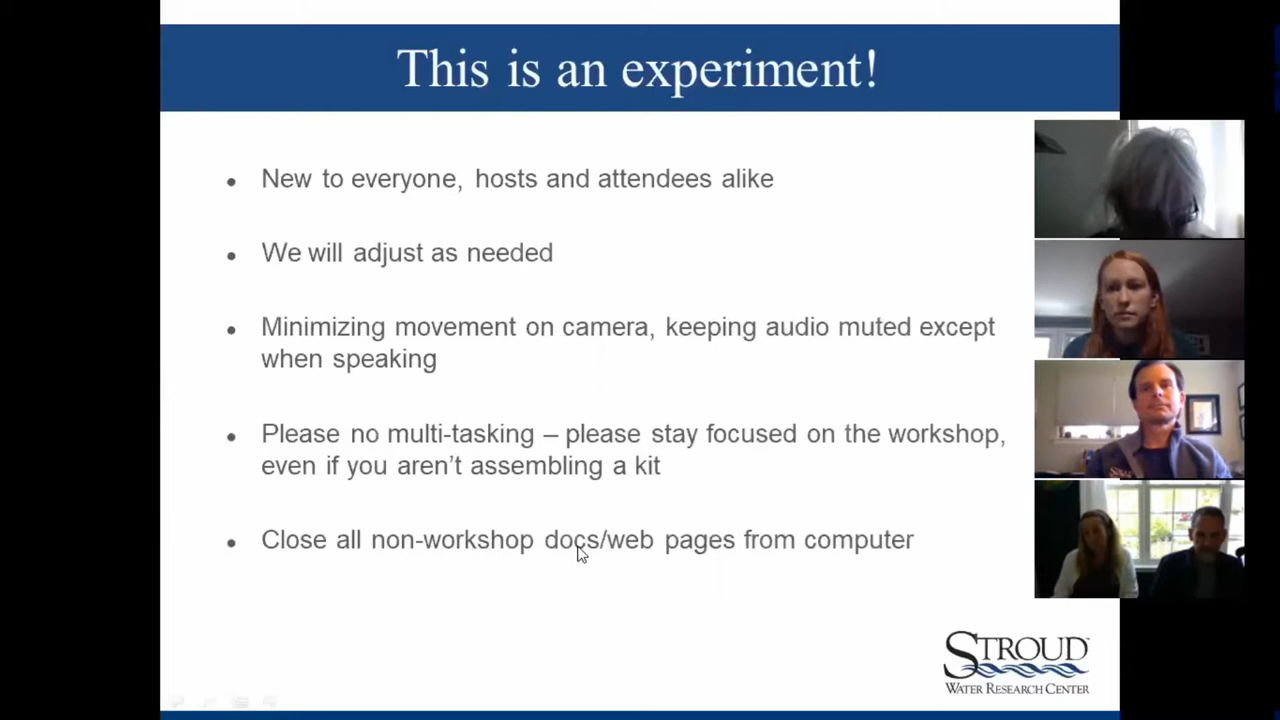 This is an experiment!
• New to everyone, hosts and attendees alike
• We will adjust as needed
• Minimizing movement on camera, keeping audio muted except
when speaking
• Please no multi-tasking – please stay focused on the workshop,
even if you aren’t assembling a kit
• Close all non-workshop docs/web pages from computer
STROUD
WATER RESEARCH CENTER